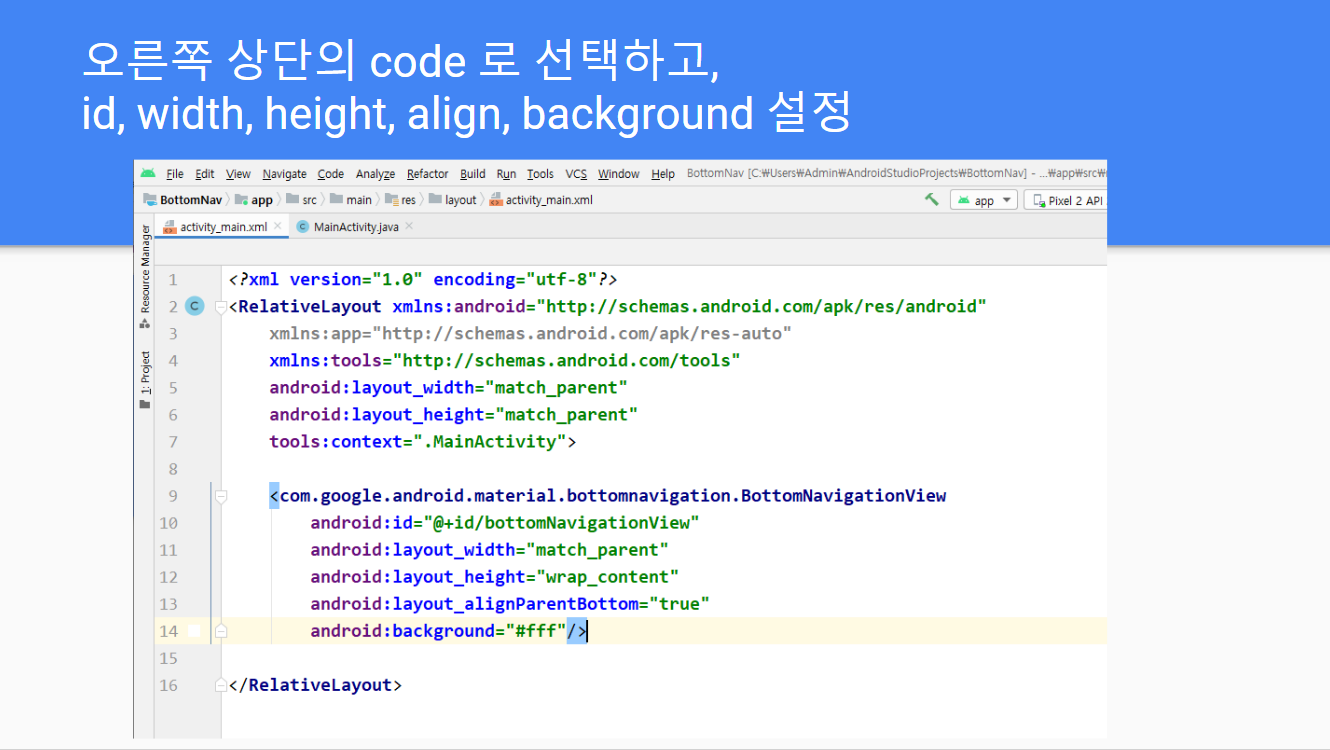 오른쪽 상단의 code 로 선택하고,
id, width, height, align, background 설정
File Edit View Navigate Code Analyze Refactor Build Run Tools VCS Window Help BottomNav [C:₩Users₩Admin₩AndroidStudioProjects₩BottomNav] - ...₩app₩src₩
BottomNav app src main res layout activity_main.xml app Pixel 2 API
activity_main.xml MainActivity.java
Resource Manager
1: Project
1 <?xml version="1.0" encoding="utf-8"?>
2 C <RelativeLayout xmlns:android="http://schemas.android.com/apk/res/android"
3 xmlns:app="http://schemas.android.com/apk/res-auto"
4 xmlns:tools="http://schemas.android.com/tools"
5 android:layout_width="match_parent"
6 android:layout_height="match_parent"
7 tools:context=".MainActivity">
8
9 <com.google.android.material.bottomnavigation.BottomNavigationView
10 android:id="@+id/bottomNavigationView"
11 android:layout_width="match_parent"
12 android:layout_height="wrap_content"
13 android:layout_alignParentBottom="true"
14 android:background="#fff"/>
15
16 </RelativeLayout>